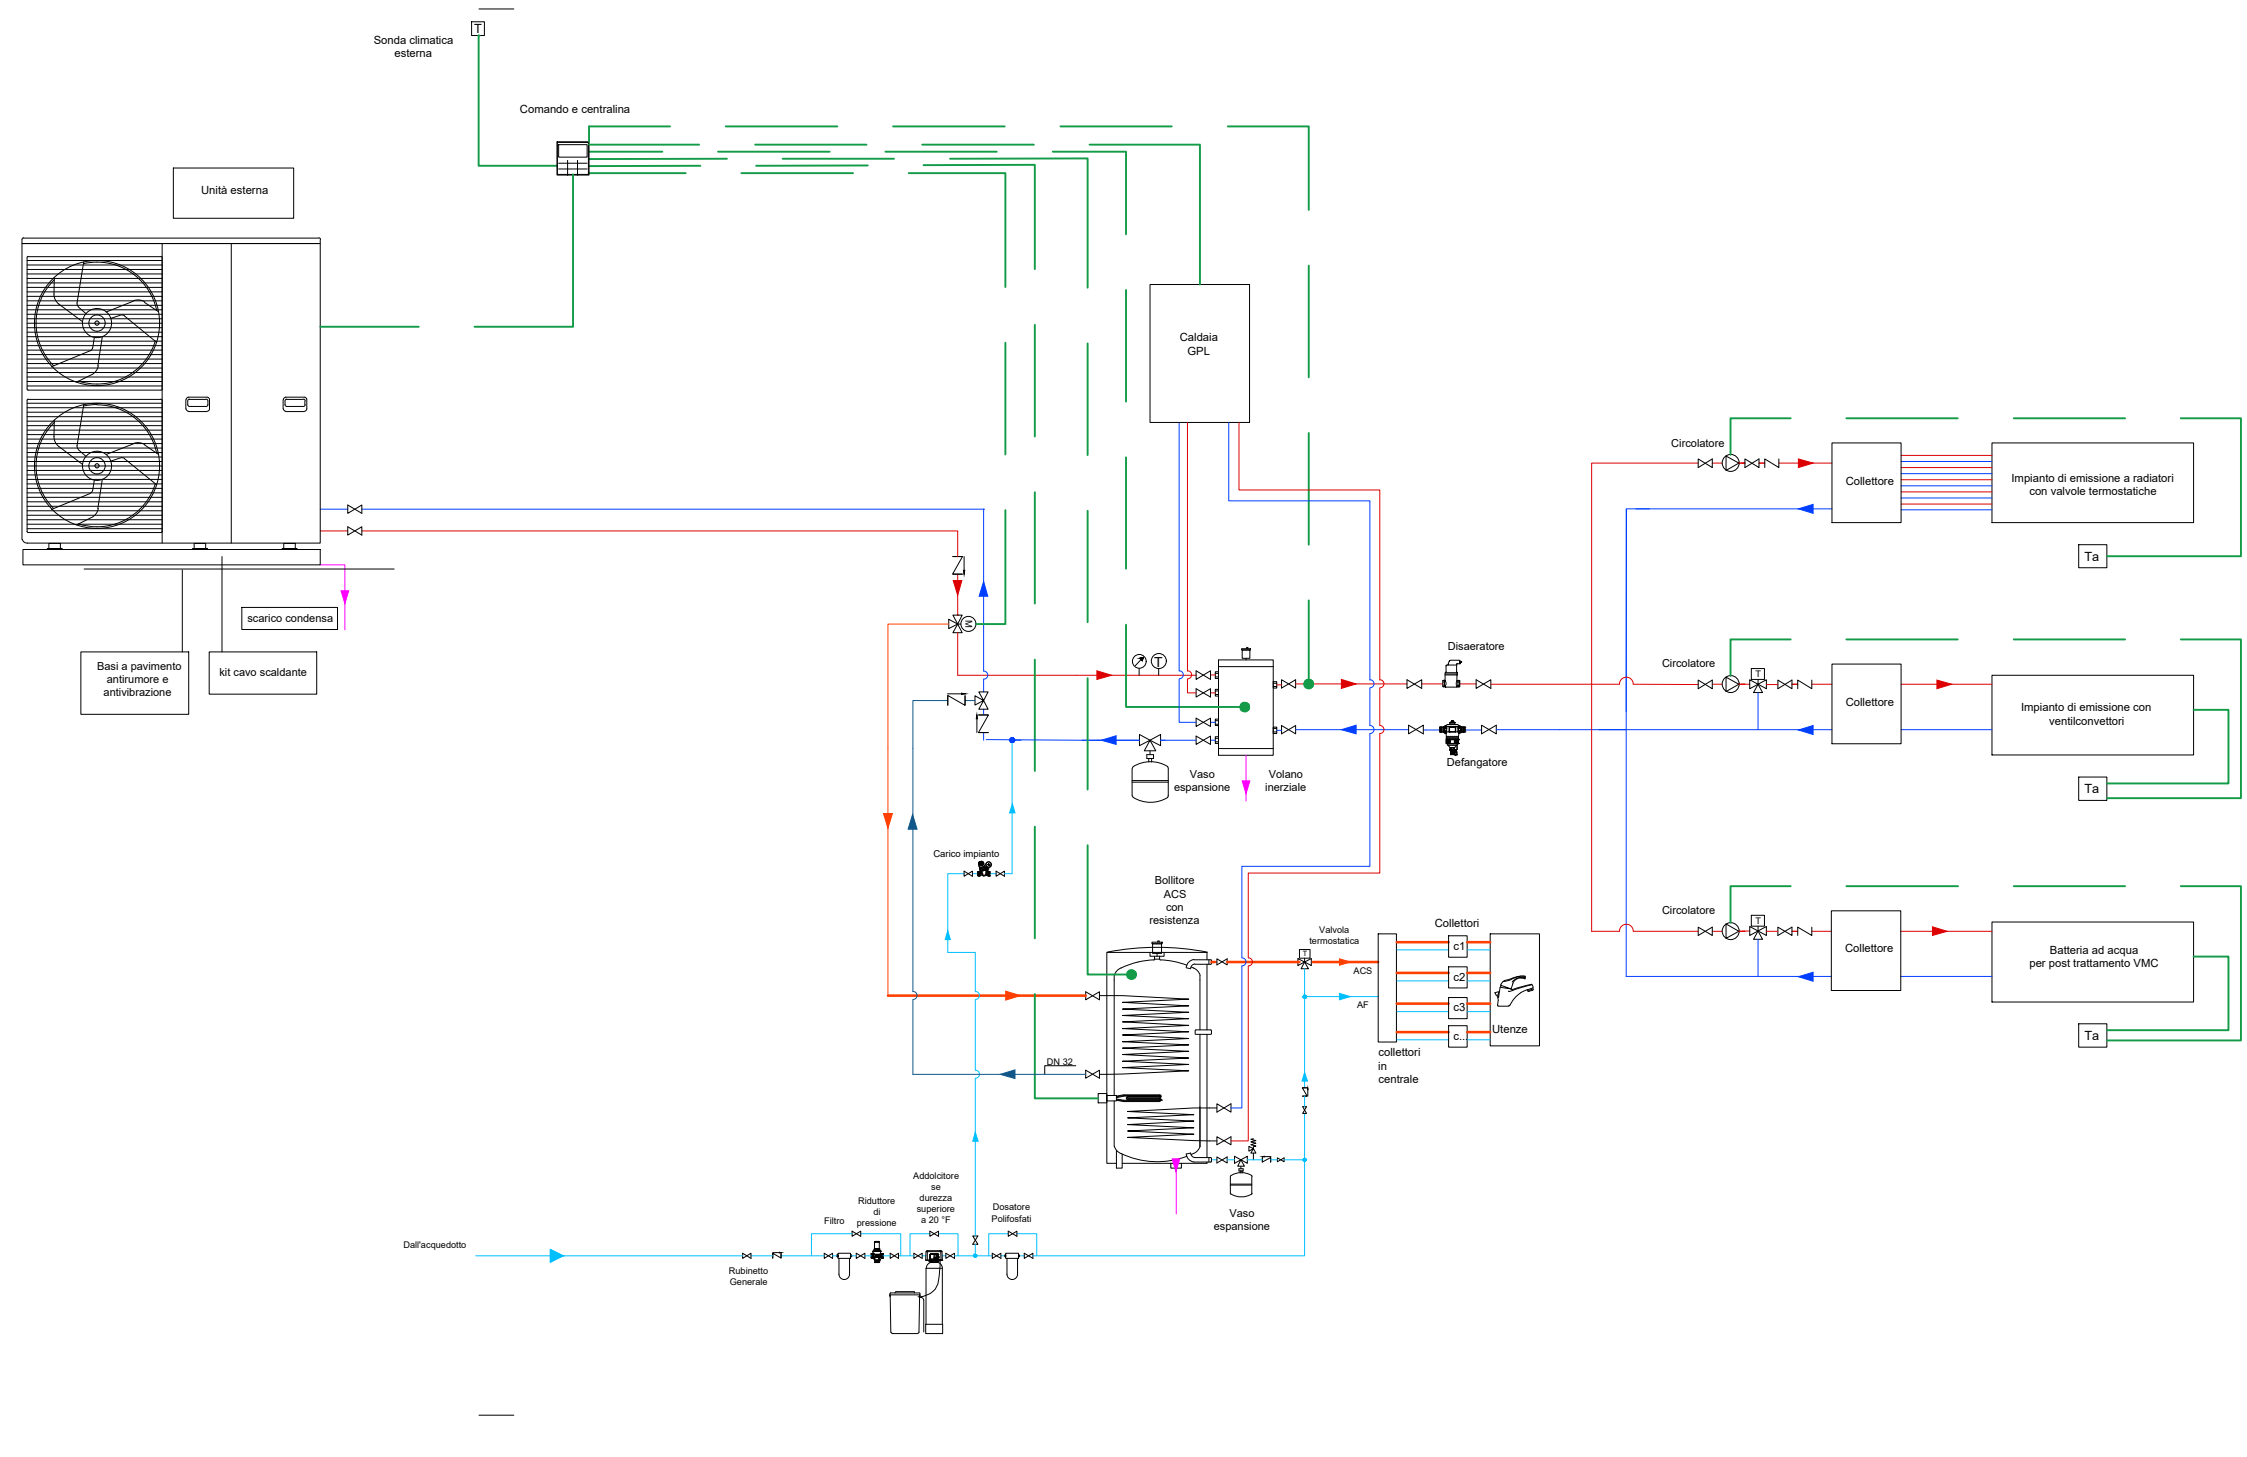 T
Sonda climatica
esterna
Comando e centralina
Unità esterna
Caldaia
GPL
Circolatore
Collettore
Impianto di emissione a radiatori
con valvole termostatiche
Ta
scarico condensa
Basi a pavimento
antirumore e
antivibrazione
kit cavo scaldante
M
T
Disaeratore
Circolatore
T
Collettore
Impianto di emissione con
ventilconvettori
Ta
Vaso
espansione
Volano
inerziale
Defangatore
Carico impianto
Bollitore
ACS
con
resistenza
Valvola
termostatica
T
ACS
AF
Collettori
c1
c2
c3
c...
Utenze
collettori
in
centrale
Circolatore
T
Collettore
Batteria ad acqua
per post trattamento VMC
Ta
DN 32
Vaso
espansione
Dall'acquedotto
Rubinetto
Generale
Filtro
Riduttore
di
pressione
Addolcitore
se
durezza
superiore
a 20 °F
Dosatore
Polifosfati